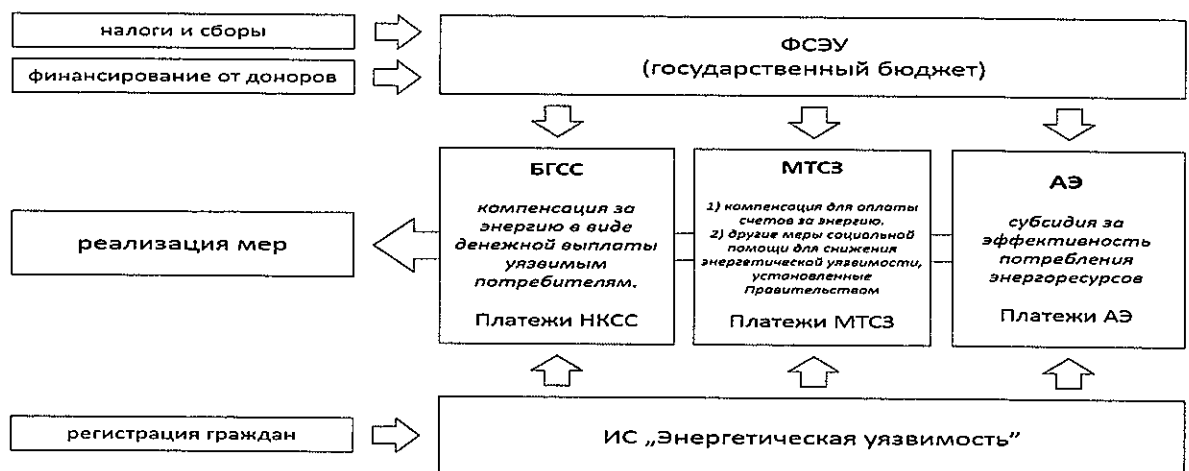 налоги и сборы
финансирование от доноров
ФСЭУ
(государственный бюджет)
БГСС
компенсация за
энергию в виде
денежной выплаты
уязвимым
потребителям.
Платежи НКСС
МТСЗ
1) компенсация для оплаты
счетов за энергию.
2) другие меры социальной
помощи для снижения
энергетической уязвимости,
установленные
Правительством
Платежи МТСЗ
АЭ
субсидия за
эффективность
потребления
энергоресурсов
Платежи АЭ
реализация мер
регистрация граждан
ИС „Энергетическая уязвимость”